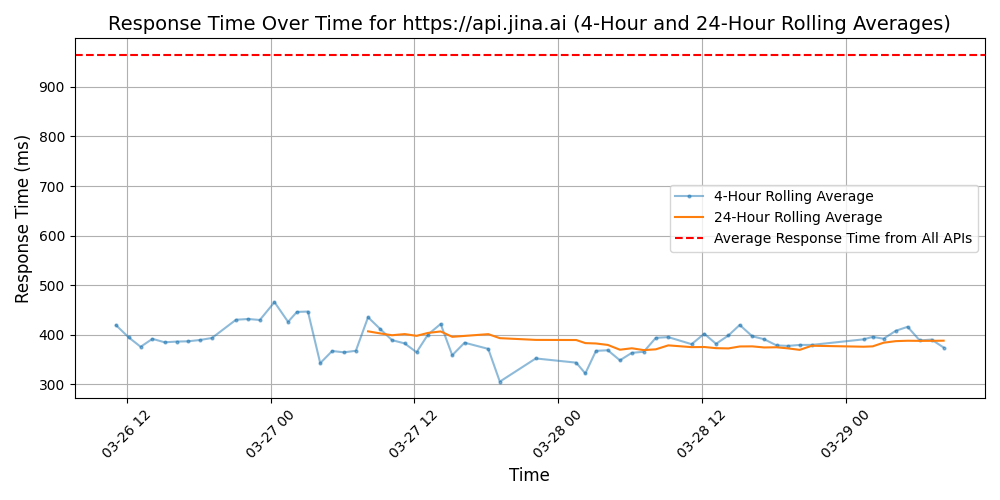 Response Time Over Time for https://api.jina.ai (4-Hour and 24-Hour Rolling Averages)
Response Time (ms)
900
800
700
600
500
400
300
4-Hour Rolling Average
24-Hour Rolling Average
Average Response Time from All APIs
03-26 12
03-27 00
03-27 12
03-28 00
03-28 12
03-29 00
Time